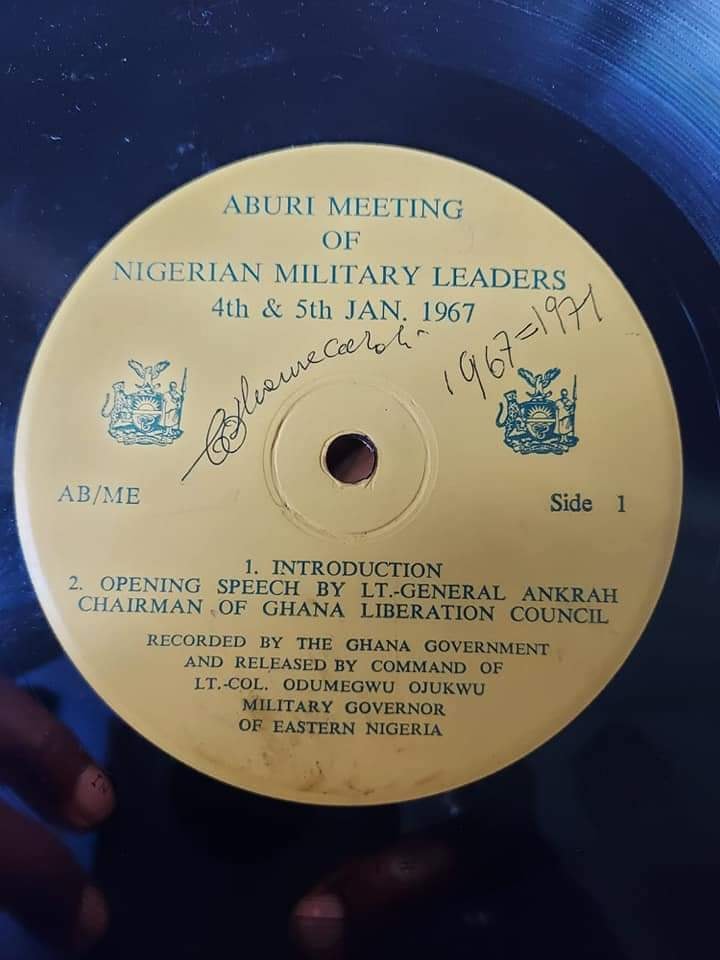 ABURI MEETING
OF
NIGERIAN MILITARY LEADERS
4th & 5th JAN. 1967
1967=1971
AB/ME
Side 1
1. INTRODUCTION
2. OPENING SPEECH BY LT.-GENERAL ANKRAH
CHAIRMAN OF GHANA LIBERATION COUNCIL
RECORDED BY THE GHANA GOVERNMENT
AND RELEASED BY COMMAND OF
LT.-COL. ODUMEGWU OJUKWU
MILITARY GOVERNOR
OF EASTERN NIGERIA